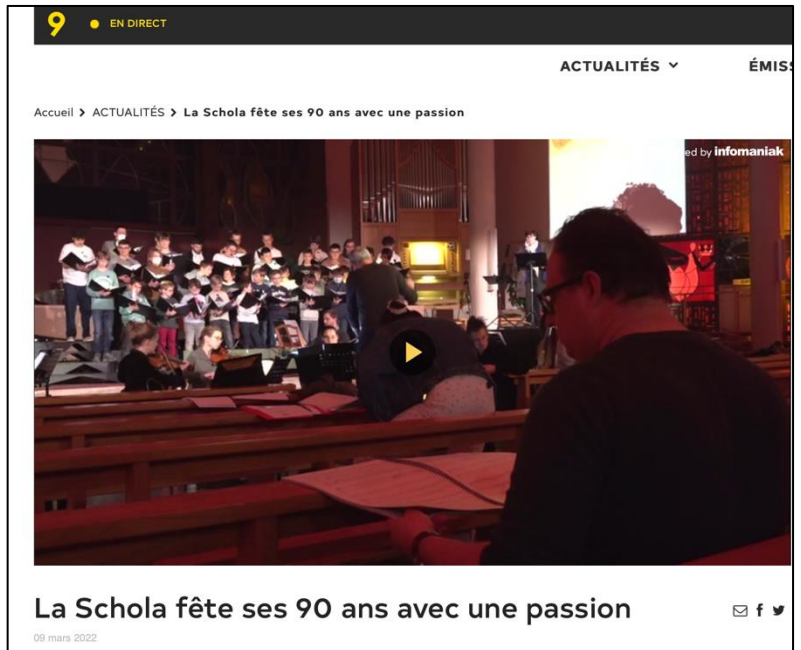 9 EN DIRECT
ACTUALITÉS
Accueil > ACTUALITÉS > La Schola fête ses 90 ans avec une passion
ed by infomaniak
La Schola fête ses 90 ans avec une passion
09 mars 2022